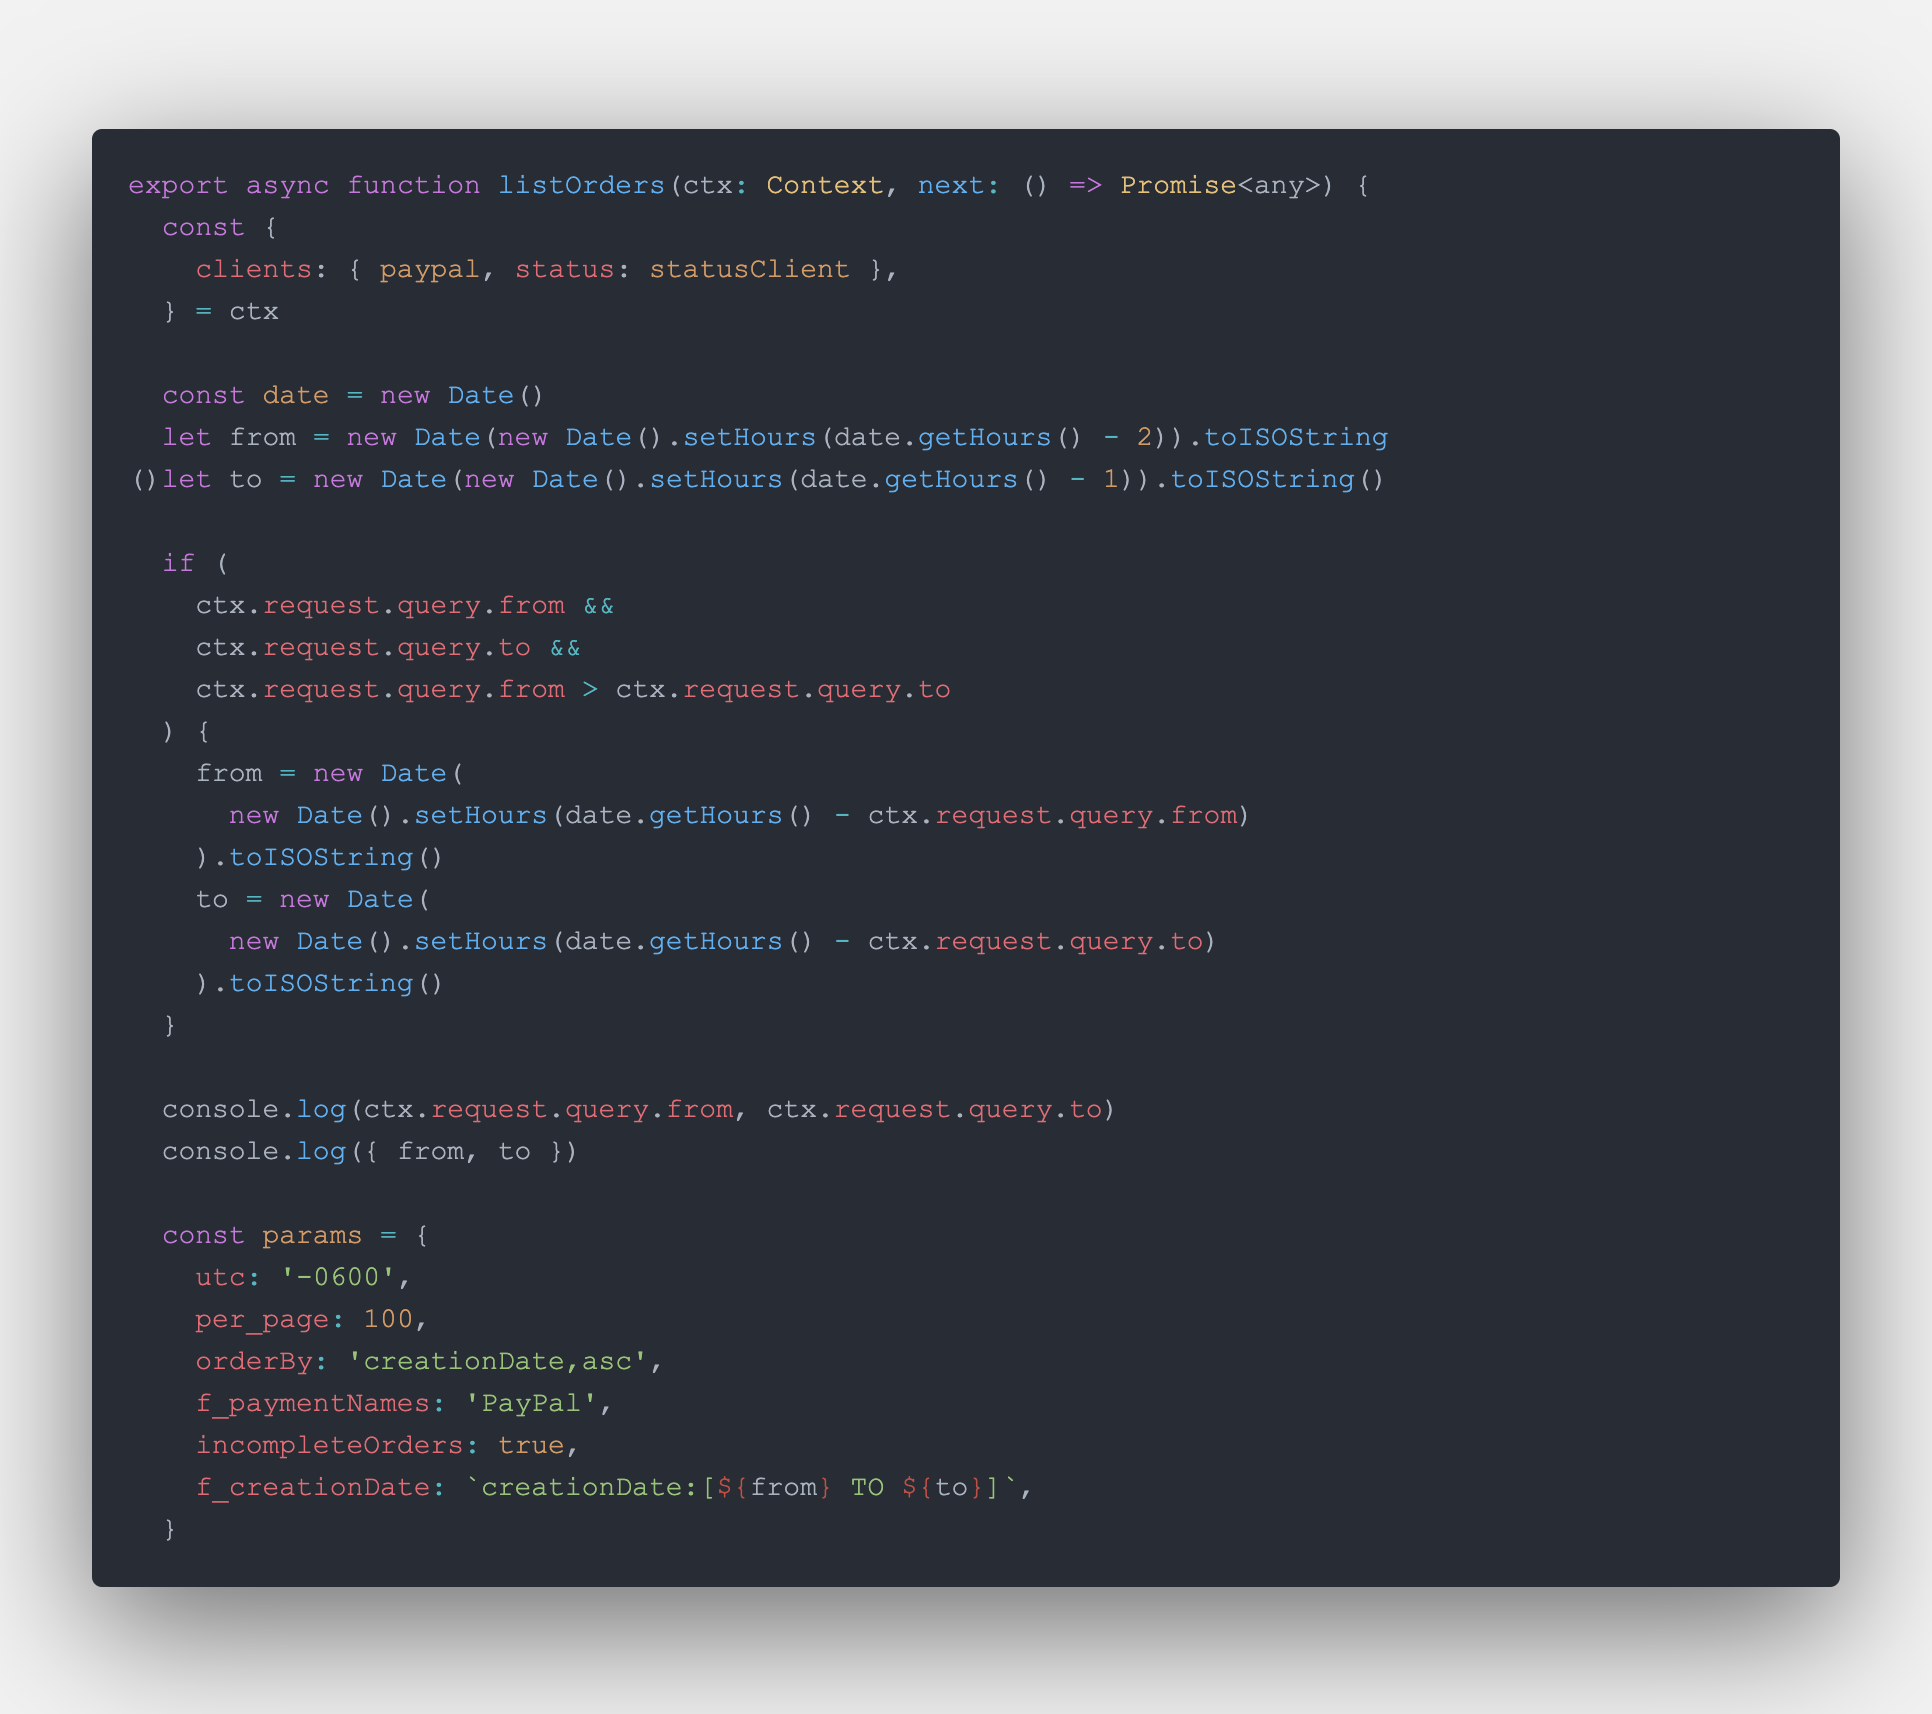 export async function listOrders(ctx: Context, next: () => Promise<any>) {
  const {
    clients: { paypal, status: statusClient },
  } = ctx

  const date = new Date()
  let from = new Date(new Date().setHours(date.getHours() - 2)).toISOString
()let to = new Date(new Date().setHours(date.getHours() - 1)).toISOString()

  if (
    ctx.request.query.from &&
    ctx.request.query.to &&
    ctx.request.query.from > ctx.request.query.to
  ) {
    from = new Date(
      new Date().setHours(date.getHours() - ctx.request.query.from)
    ).toISOString()
    to = new Date(
      new Date().setHours(date.getHours() - ctx.request.query.to)
    ).toISOString()
  }

  console.log(ctx.request.query.from, ctx.request.query.to)
  console.log({ from, to })

  const params = {
    utc: '-0600',
    per_page: 100,
    orderBy: 'creationDate,asc',
    f_paymentNames: 'PayPal',
    incompleteOrders: true,
    f_creationDate: `creationDate:[${from} TO ${to}]`,
  }